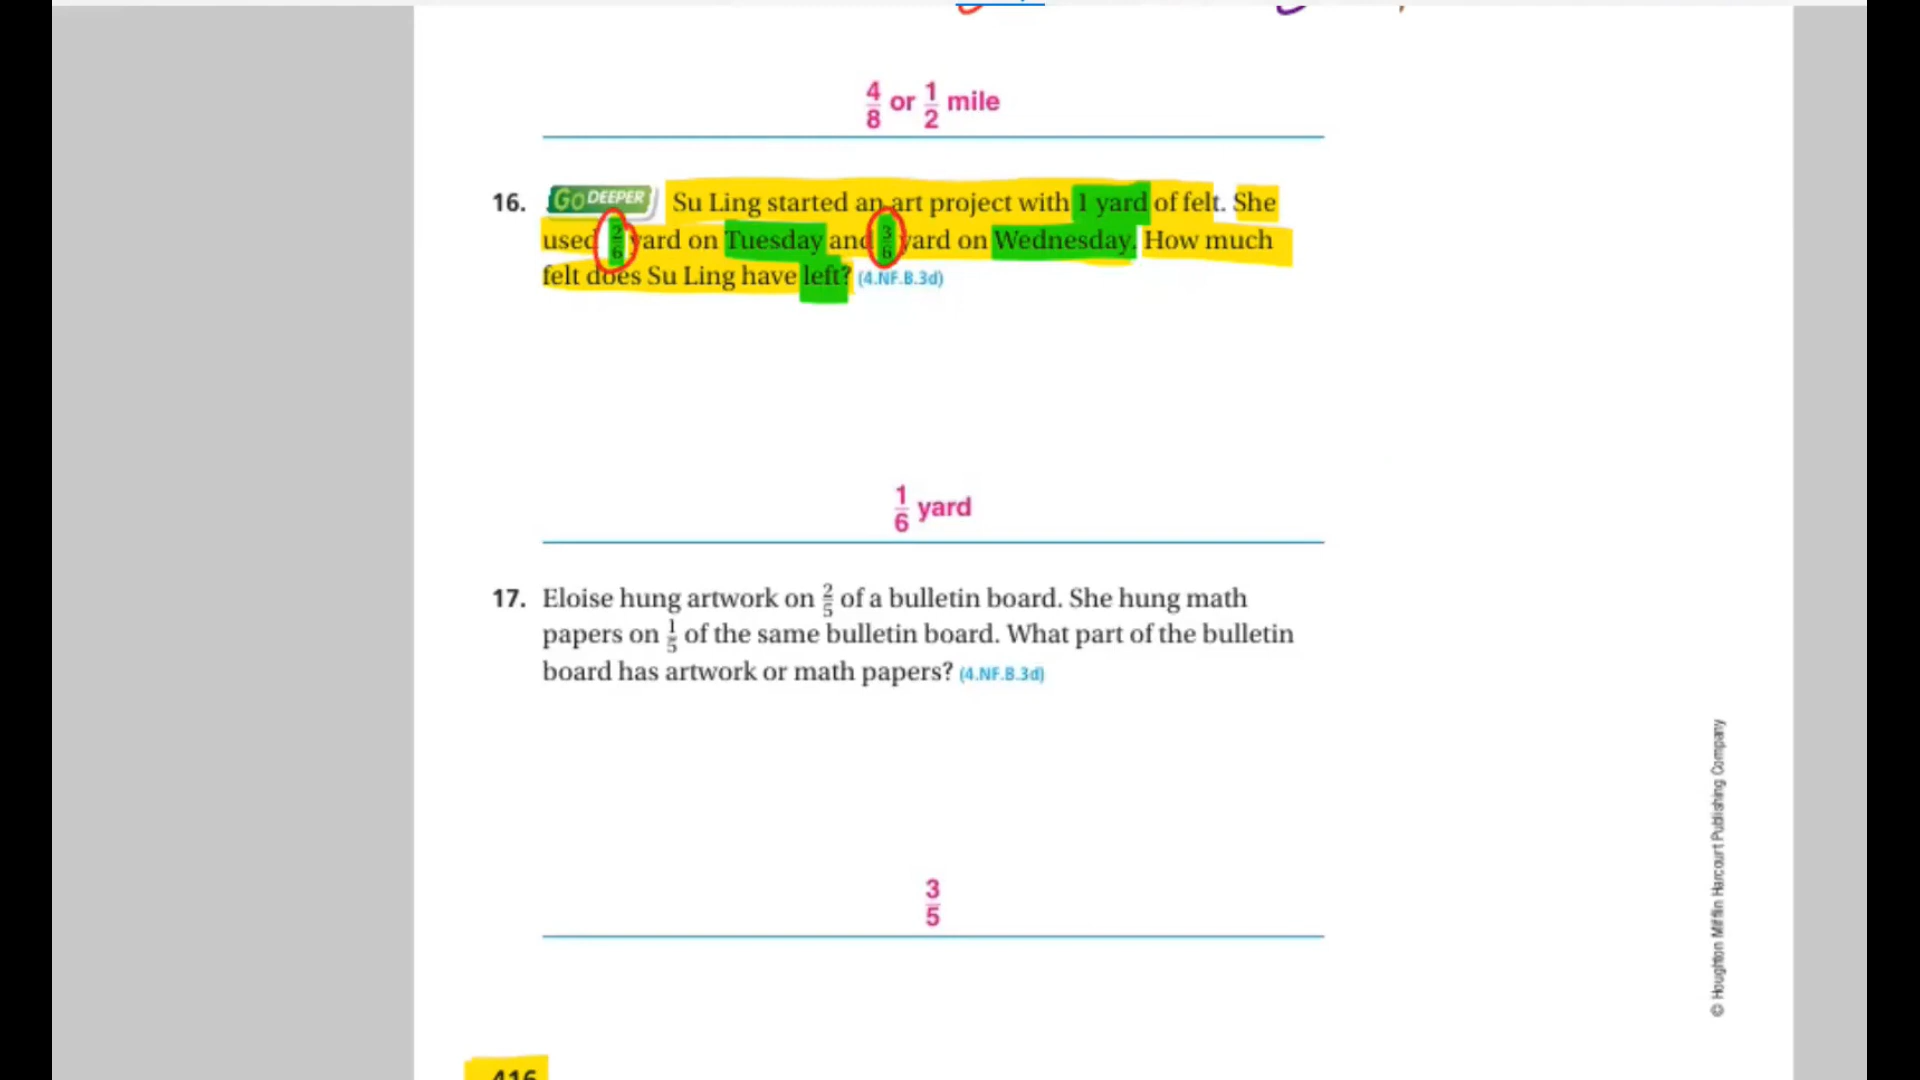 4/8 or 1/2 mile
16. GO DEEPER Su Ling started an art project with 1 yard of felt. She
used 2/6 yard on Tuesday and 3/6 yard on Wednesday. How much
felt does Su Ling have left? (4.NF.B.3d)
1/6 yard
17. Eloise hung artwork on 2/5 of a bulletin board. She hung math
papers on 1/5 of the same bulletin board. What part of the bulletin
board has artwork or math papers? (4.NF.B.3d)
3/5
© Houghton Mifflin Harcourt Publishing Company
416